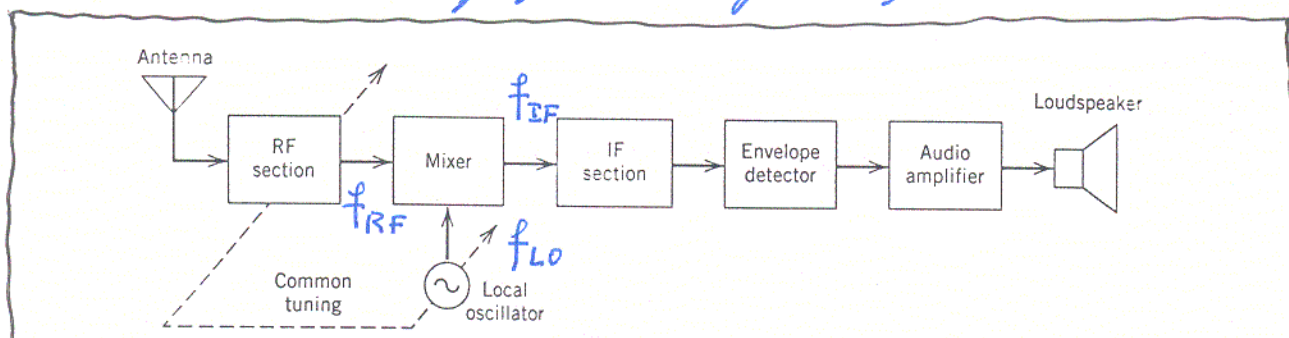 Antenna
RF
section
Mixer
IF
section
Envelope
detector
Audio
amplifier
Loudspeaker
f_IF
f_RF
f_LO
Common
tuning
Local
oscillator